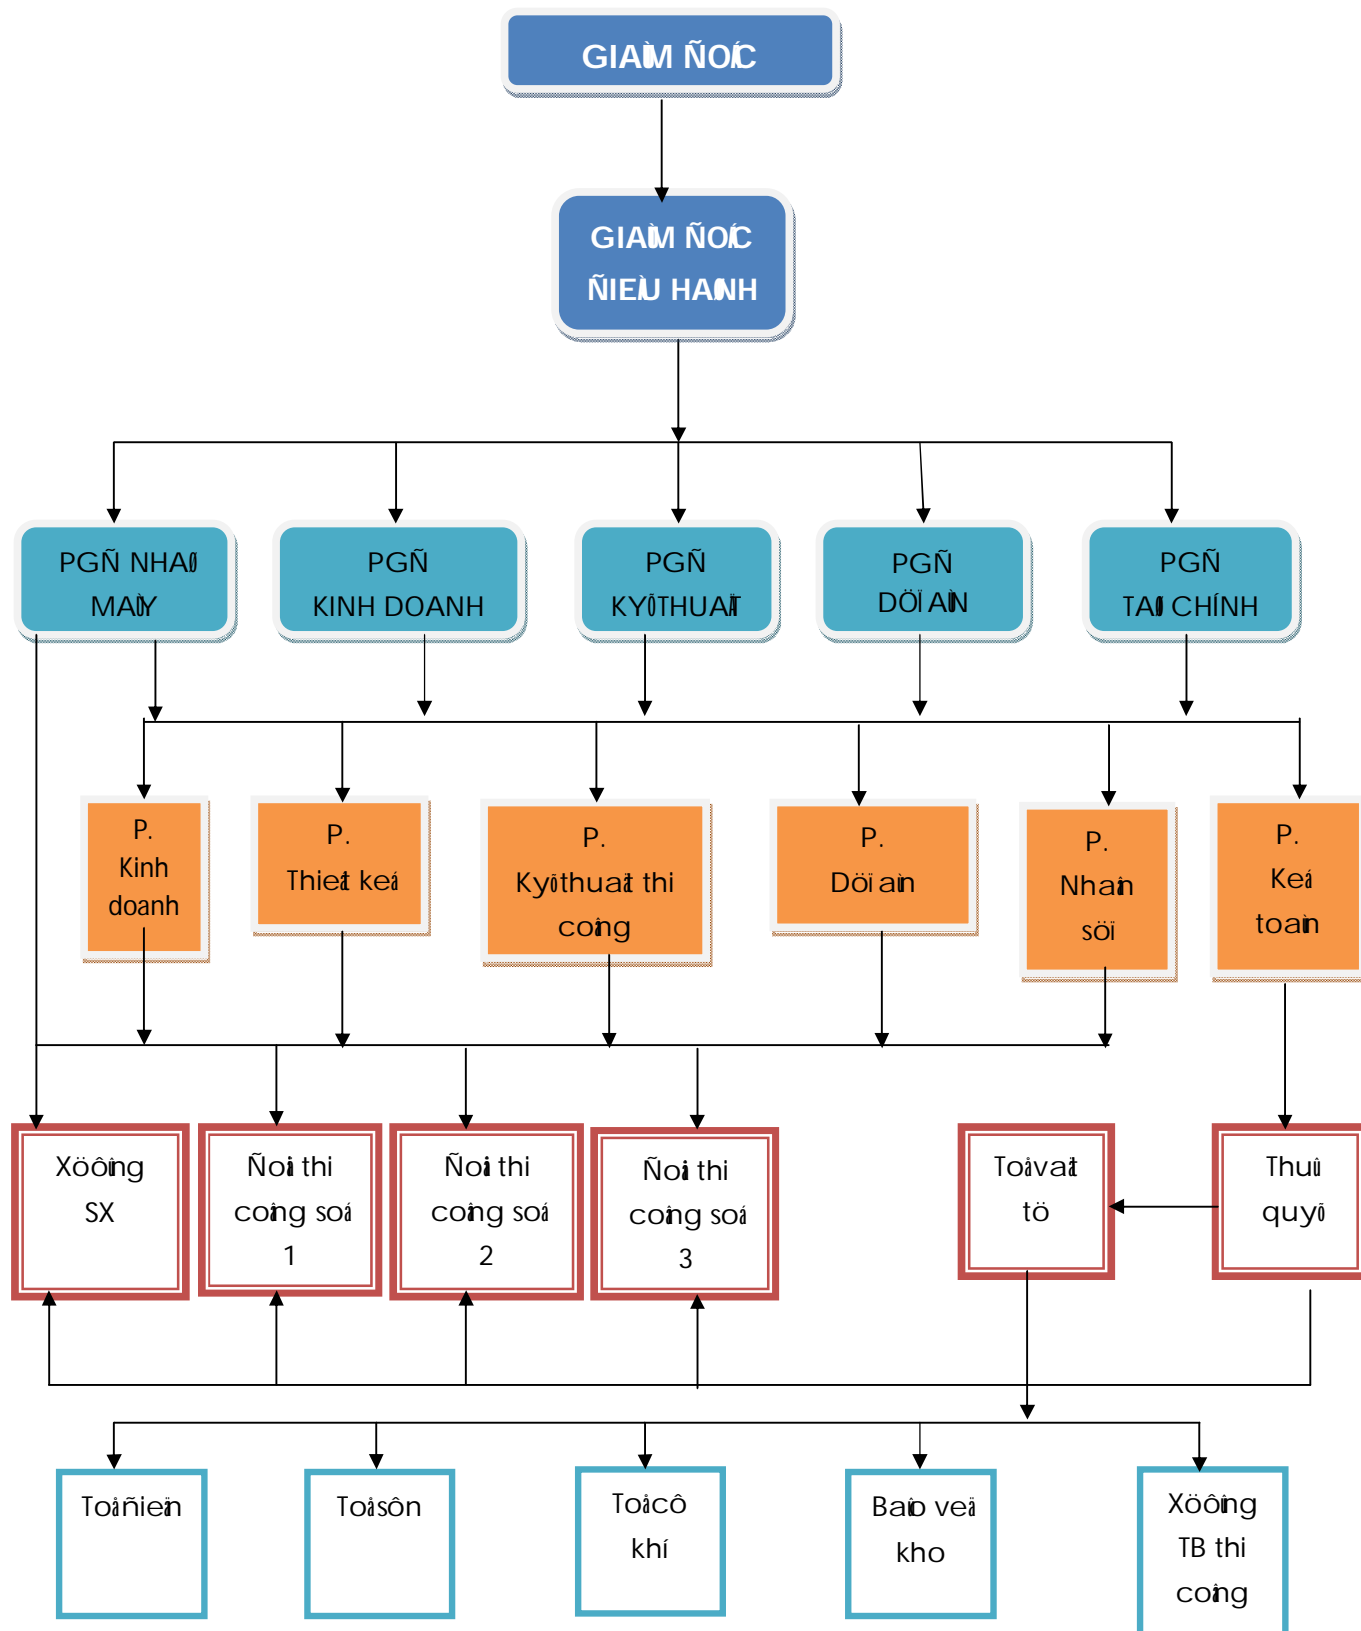 GIAÙM ÑOÁC
GIAÙM ÑOÁC
ÑIEÀU HAØNH
PGÑ NHAØ
MAÙY
PGÑ
KINH DOANH
PGÑ
KYÕ THUAÄT
PGÑ
DÖÏ AÙN
PGÑ
TAØI CHÍNH
P.
Kinh
doanh
P.
Thieát keá
P.
Kyõ thuaät thi
coâng
P.
Döï aùn
P.
Nhaân
söï
P.
Keá
toaùn
Xöôûng
SX
Ñoäi thi
coâng soá
1
Ñoäi thi
coâng soá
2
Ñoäi thi
coâng soá
3
Toå vaät
tö
Thuû
quyõ
Toå ñieän
Toå sôn
Toå cô
khí
Baûo veä
kho
Xöôûng
TB thi
coâng